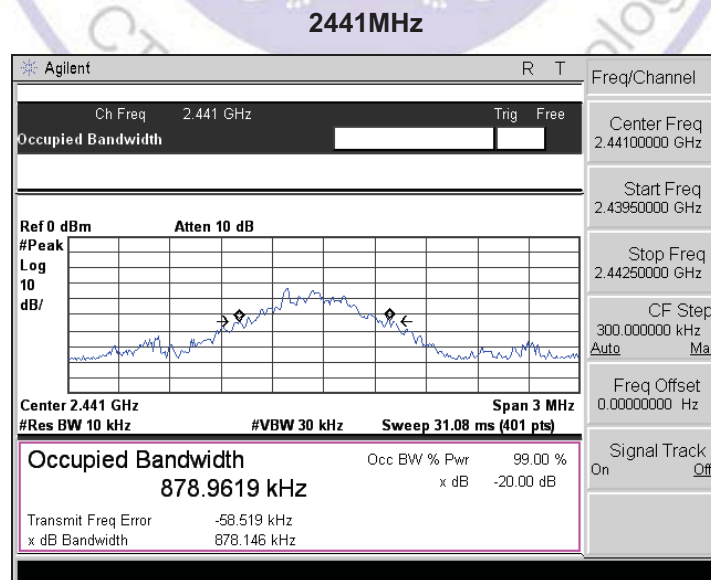 2441MHz
Agilent R T
Freq/Channel
Ch Freq 2.441 GHz Trig Free
Occupied Bandwidth
Center Freq
2.44100000 GHz
Start Freq
2.43950000 GHz
Ref 0 dBm Atten 10 dB
#Peak
Log
10
dB/
Stop Freq
2.44250000 GHz
CF Step
300.000000 kHz
Auto Ma
Center 2.441 GHz Span 3 MHz
#Res BW 10 kHz #VBW 30 kHz Sweep 31.08 ms (401 pts)
Freq Offset
0.00000000 Hz
Occupied Bandwidth Occ BW % Pwr 99.00 %
878.9619 kHz x dB -20.00 dB
Signal Track
On Off
Transmit Freq Error -58.519 kHz
x dB Bandwidth 878.146 kHz